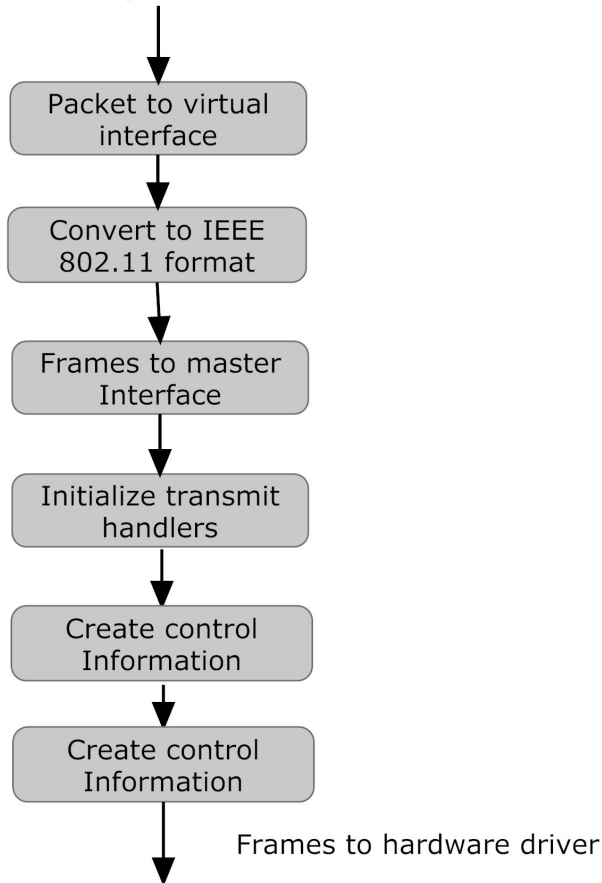 Packet to virtual
interface
Convert to IEEE
802.11 format
Frames to master
Interface
Initialize transmit
handlers
Create control
Information
Create control
Information
Frames to hardware driver